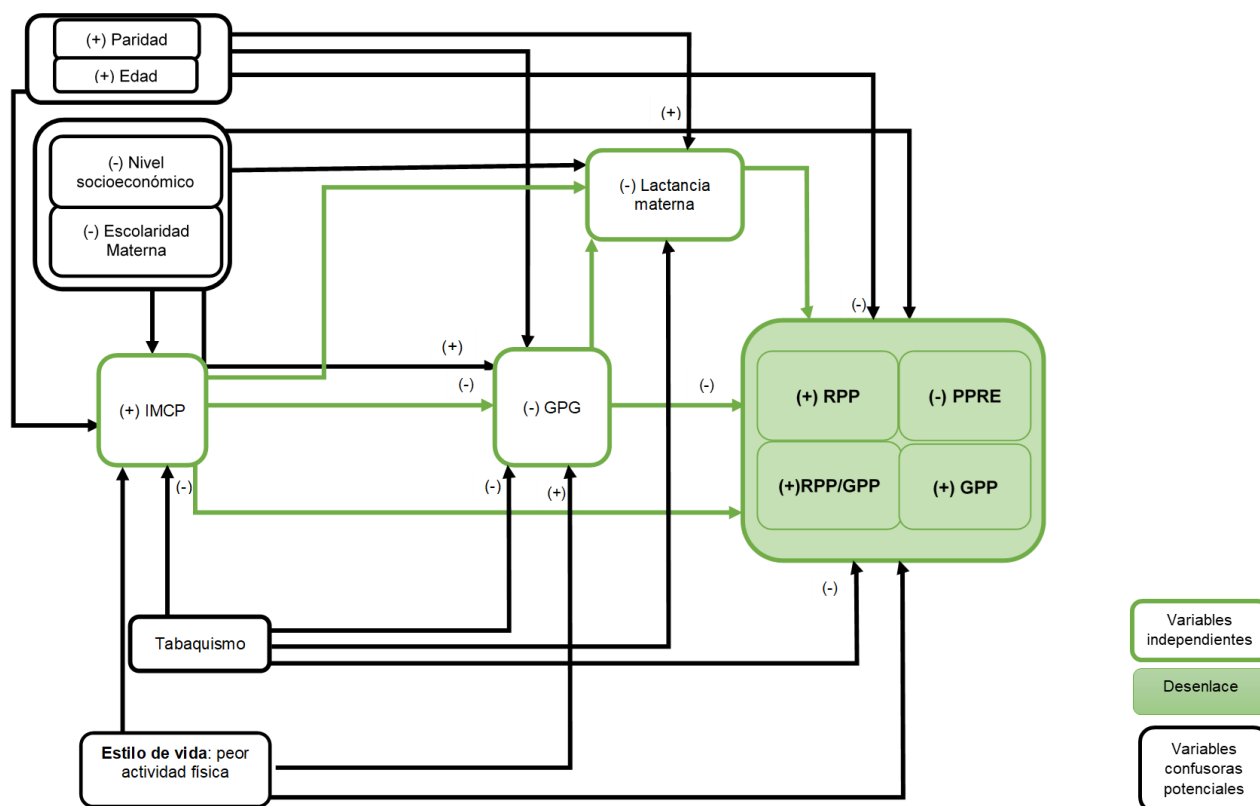 (+) Paridad
(+) Edad
(+)
(-) Nivel
socioeconómico
(-) Escolaridad
Materna
(-) Lactancia
materna
(-)
(+)
(-)
(-)
(+) IMCP
(-) GPG
(+) RPP
(-) PPRE
(+)RPP/GPP
(+) GPP
(-)
(-)
(+)
(-)
Tabaquismo
Estilo de vida: peor
actividad física
Variables
independientes
Desenlace
Variables
confusoras
potenciales